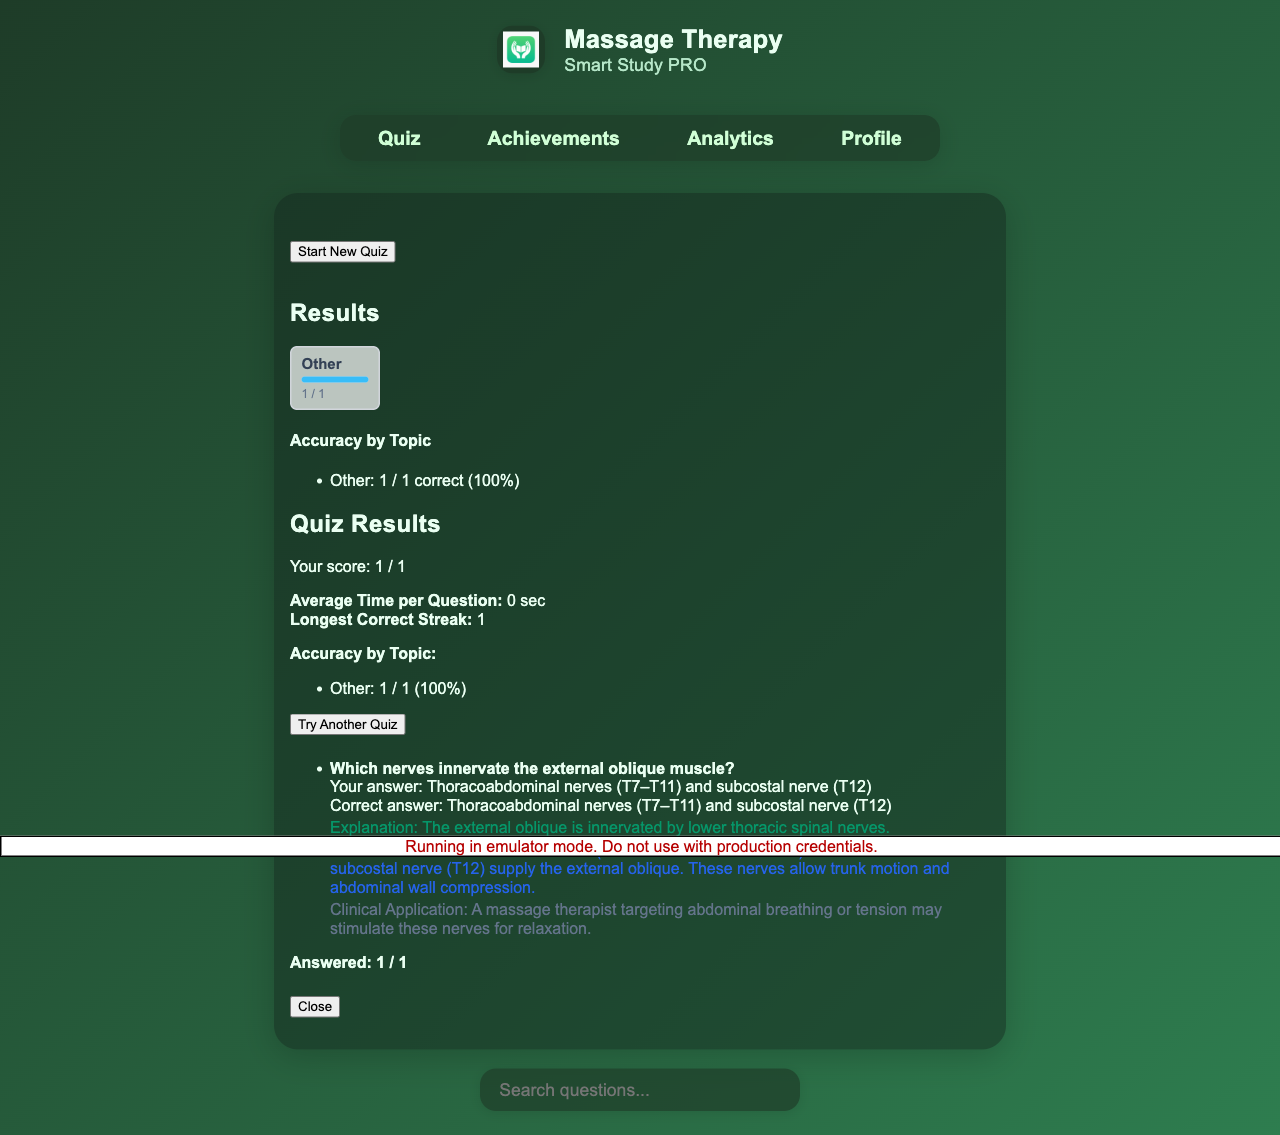 Massage Therapy
Smart Study PRO
Quiz
Achievements
Analytics
Profile
Start New Quiz
Results
Other
1 / 1
Accuracy by Topic
• Other: 1 / 1 correct (100%)
Quiz Results
Your score: 1 / 1
Average Time per Question: 0 sec
Longest Correct Streak: 1
Accuracy by Topic:
• Other: 1 / 1 (100%)
Try Another Quiz
• Which nerves innervate the external oblique muscle?
Your answer: Thoracoabdominal nerves (T7–T11) and subcostal nerve (T12)
Correct answer: Thoracoabdominal nerves (T7–T11) and subcostal nerve (T12)
Explanation: The external oblique is innervated by lower thoracic spinal nerves.
Running in emulator mode. Do not use with production credentials.
subcostal nerve (T12) supply the external oblique. These nerves allow trunk motion and
abdominal wall compression.
Clinical Application: A massage therapist targeting abdominal breathing or tension may
stimulate these nerves for relaxation.
Answered: 1 / 1
Close
Search questions...